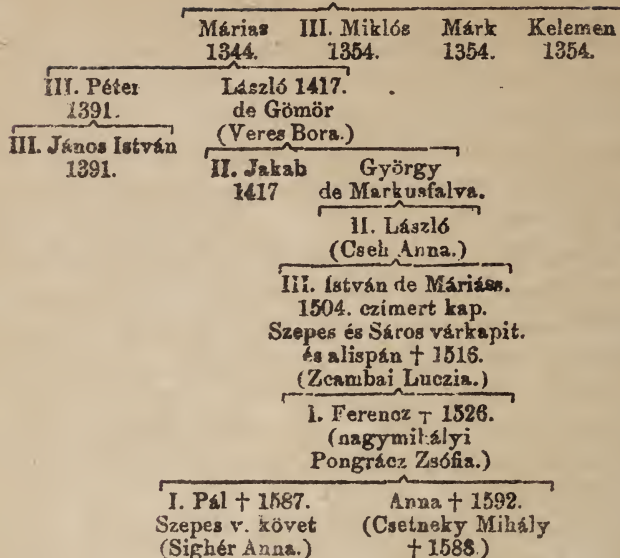 Máriás III. Miklós Márk Kelemen
1344. 1354. 1354. 1354.
III. Péter László 1417.
1391. de Gömör
(Veres Bora.)
III. János István
1391.
II. Jakab György
1417 de Markusfalva.
II. László
(Cseh Anna.)
III. István de Máriáss.
1504. czímert kap.
Szepes és Sáros várkapit.
és alispán † 1516.
(Zcambai Luczia.)
I. Ferencz † 1526.
(nagymihályi
Pongrácz Zsófia.)
I. Pál † 1587. Anna † 1592.
Szepes v. követ (Csetneky Mihály
(Sighér Anna.) † 1588.)